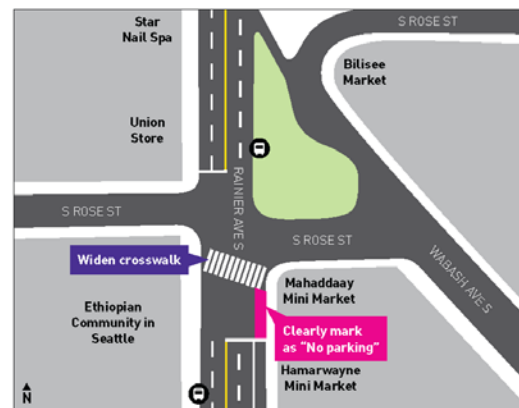 Star
Nail Spa
S ROSE ST
Bilisee
Market
Union
Store
RAINIER AVE S
S ROSE ST
S ROSE ST
WABASH AVE S
Widen crosswalk
Mahaddaay
Mini Market
Ethiopian
Community in
Seattle
Clearly mark
as "No parking"
Hamarwayne
Mini Market
N